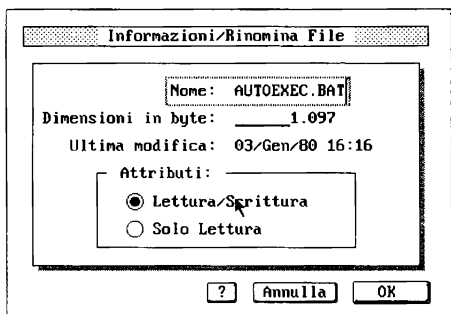 Informazioni/Rinomina File
Nome: AUTOEXEC.BAT
Dimensioni in byte: ______1.097
Ultima modifica: 03/Gen/80 16:16
Attributi:
Lettura/Scrittura
Solo Lettura
? Annulla OK